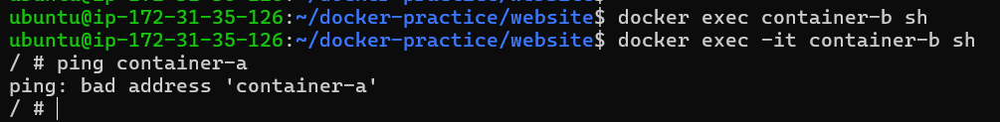 ubuntu@ip-172-31-35-126:~/docker-practice/website$ docker exec container-b sh
ubuntu@ip-172-31-35-126:~/docker-practice/website$ docker exec -it container-b sh
/ # ping container-a
ping: bad address 'container-a'
/ #